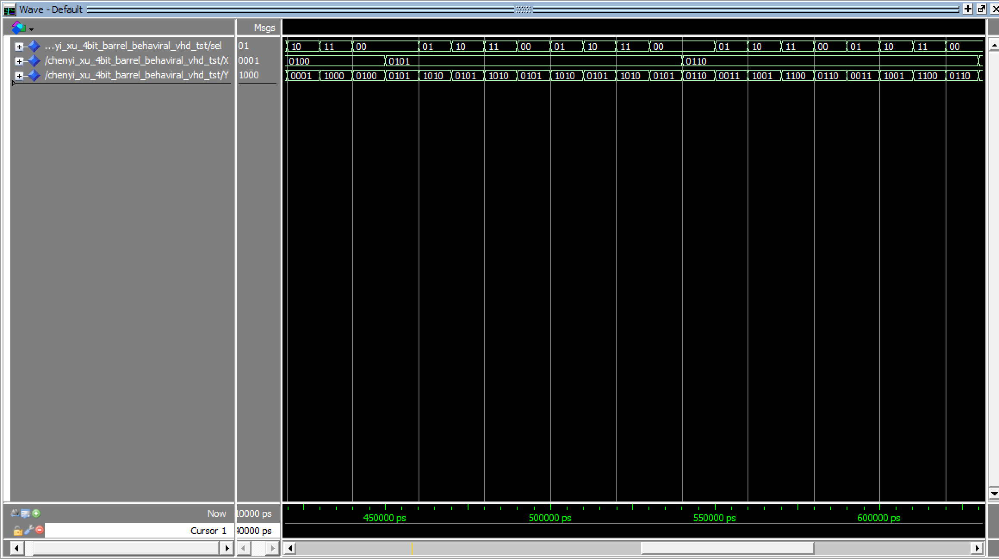 Wave - Default
Msgs
...yi_xu_4bit_barrel_behaviral_vhd_tst/sel 01 10 11 00 01 10 11 00 01 10 11 00 01 10 11 00 01 10 11 00
/chenyi_xu_4bit_barrel_behaviral_vhd_tst/X 0001 0100 0101 0110
/chenyi_xu_4bit_barrel_behaviral_vhd_tst/Y 1000 0001 1000 0100 0101 1010 0101 1010 0101 1010 0101 1010 0101 0110 0011 1001 1100 0110 0011 1001 1100 0110
Now 10000 ps 450000 ps 500000 ps 550000 ps 600000 ps
Cursor 1 40000 ps